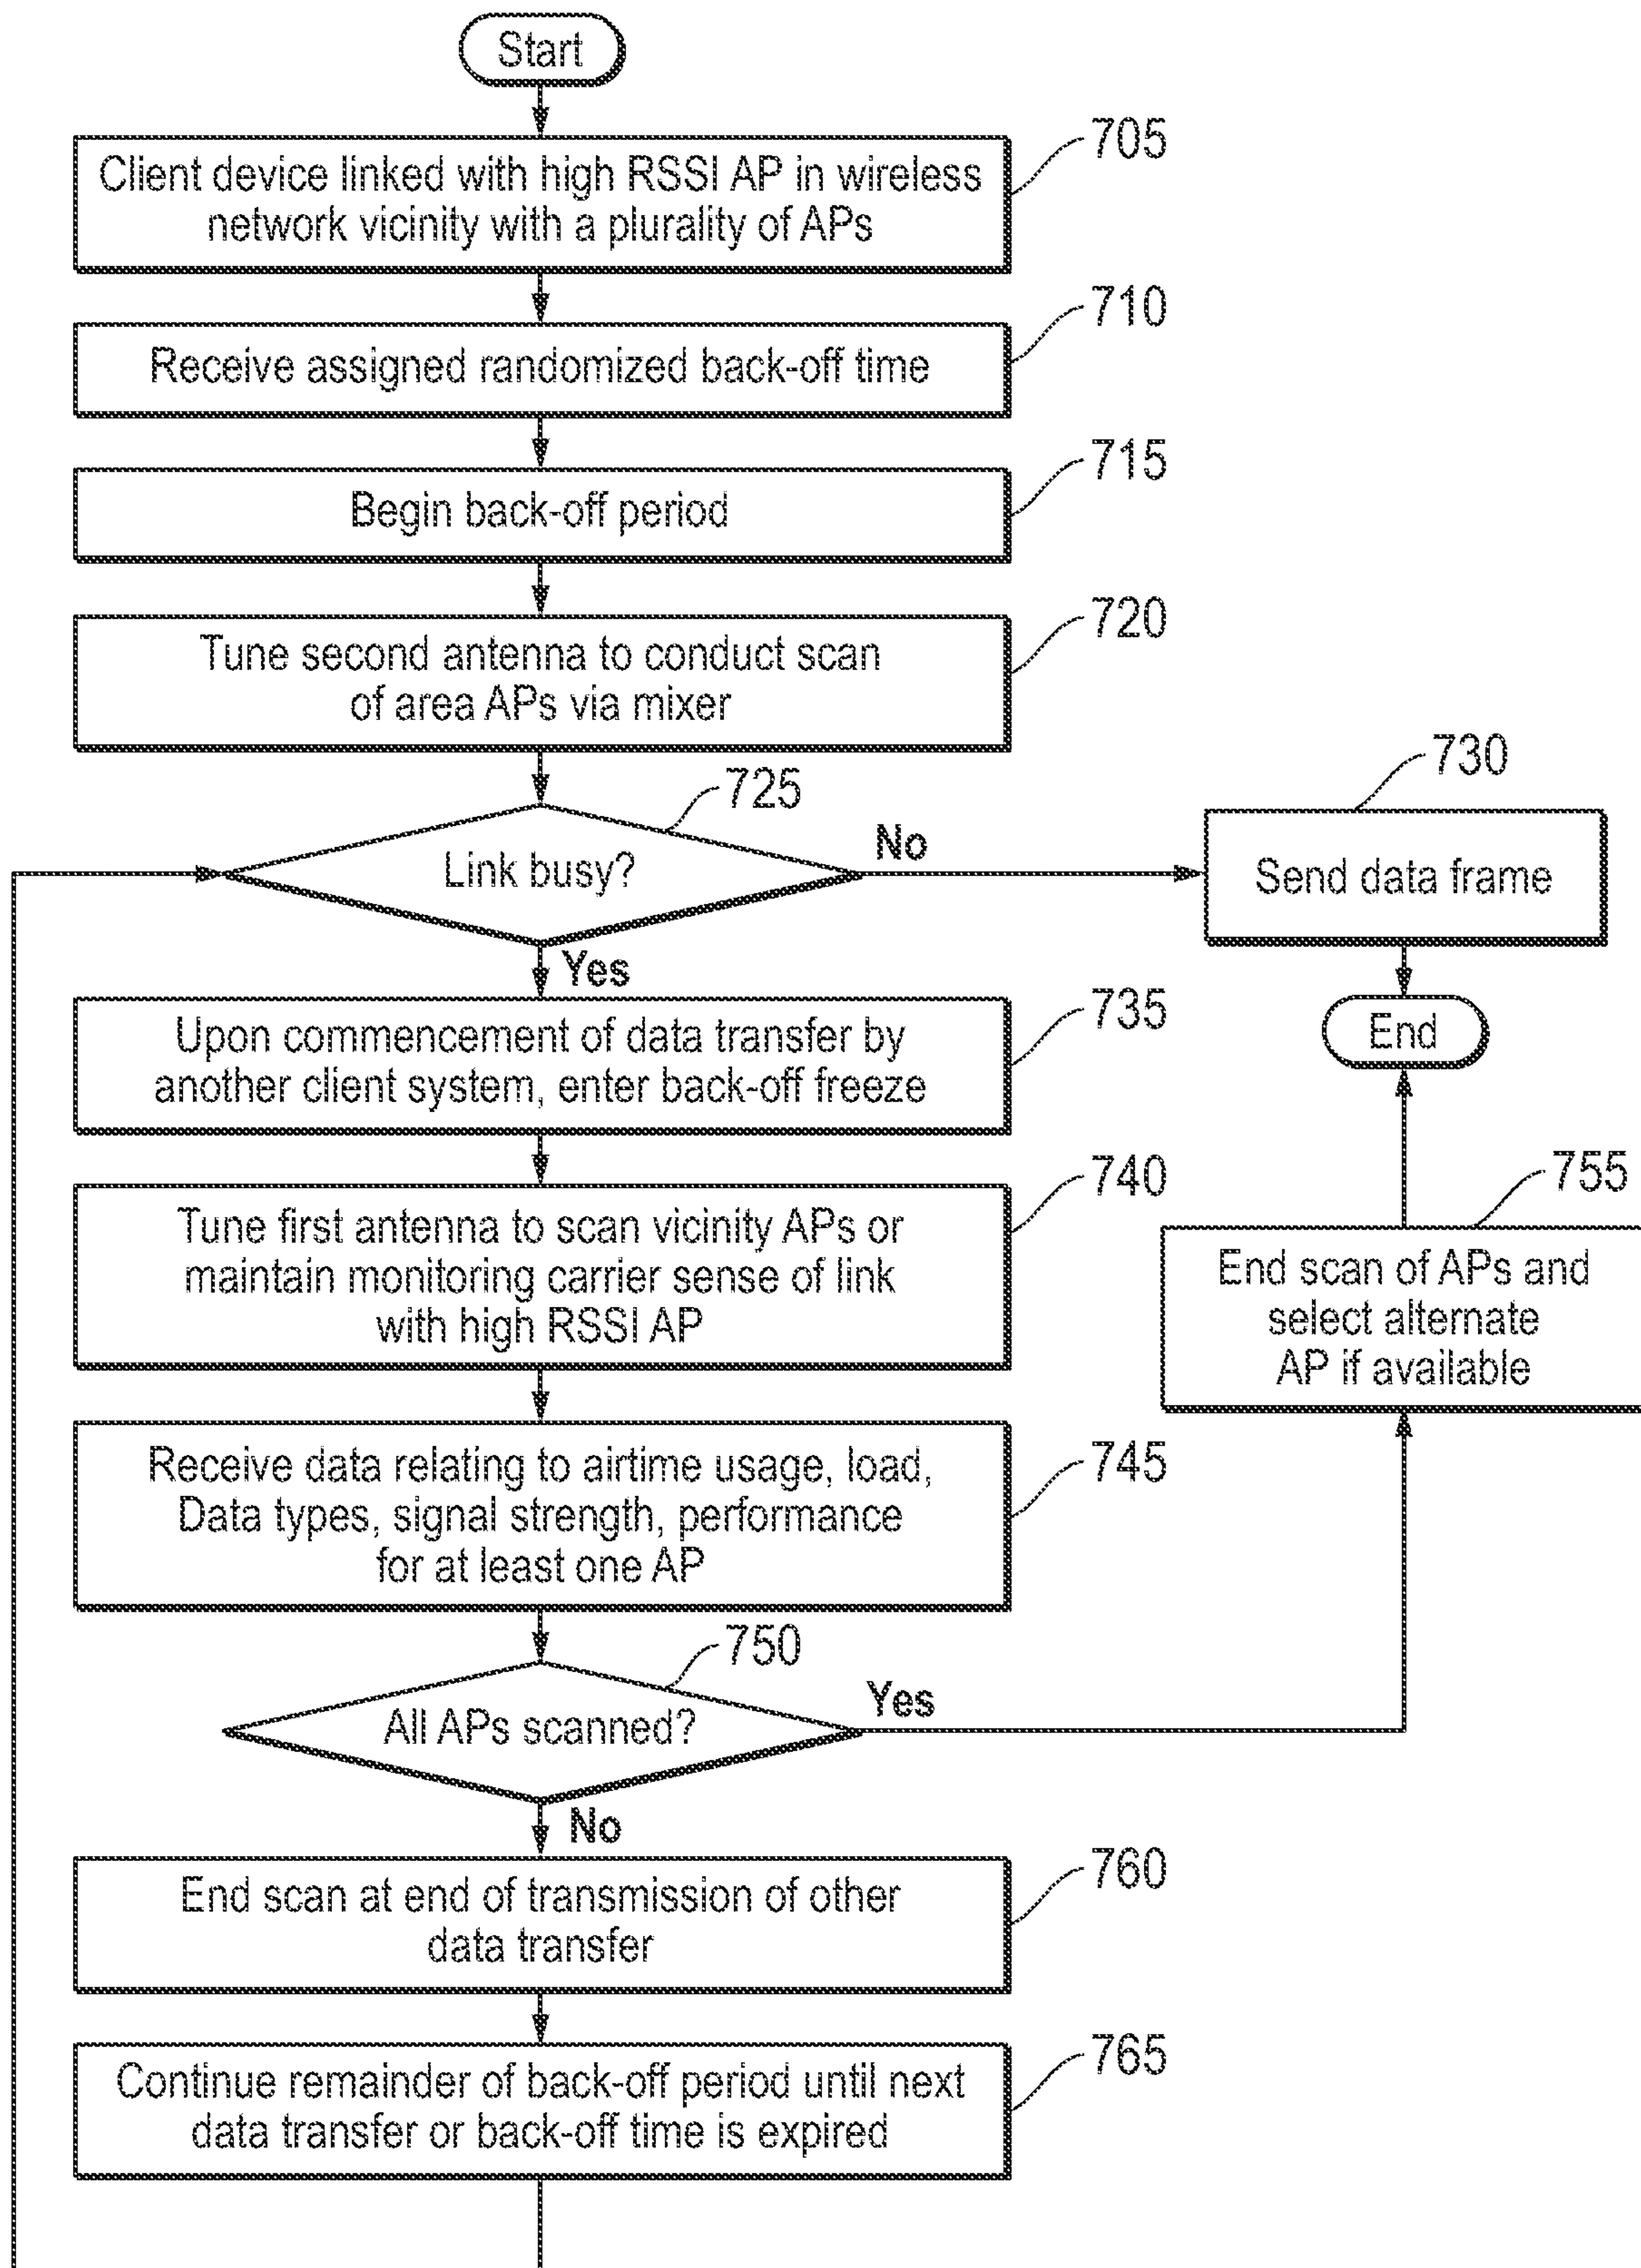 Start
705
Client device linked with high RSSI AP in wireless
network vicinity with a plurality of APs
710
Receive assigned randomized back-off time
715
Begin back-off period
720
Tune second antenna to conduct scan
of area APs via mixer
725
Link busy?
No
730
Send data frame
End
Yes
735
Upon commencement of data transfer by
another client system, enter back-off freeze
740
Tune first antenna to scan vicinity APs or
maintain monitoring carrier sense of link
with high RSSI AP
755
End scan of APs and
select alternate
AP if available
745
Receive data relating to airtime usage, load,
Data types, signal strength, performance
for at least one AP
750
All APs scanned?
Yes
No
760
End scan at end of transmission of other
data transfer
765
Continue remainder of back-off period until next
data transfer or back-off time is expired